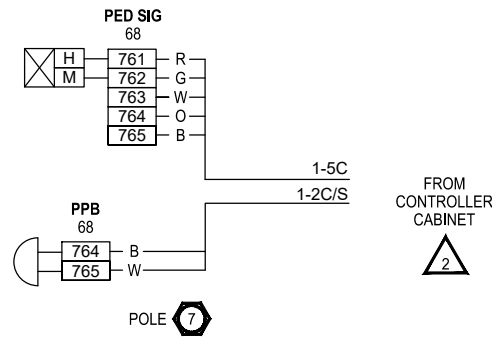 PED SIG
68
H 761 R
M 762 G
763 W
764 O
765 B
1-5C
1-2C/S
FROM
CONTROLLER
CABINET
2
PPB
68
764 B
765 W
POLE 7